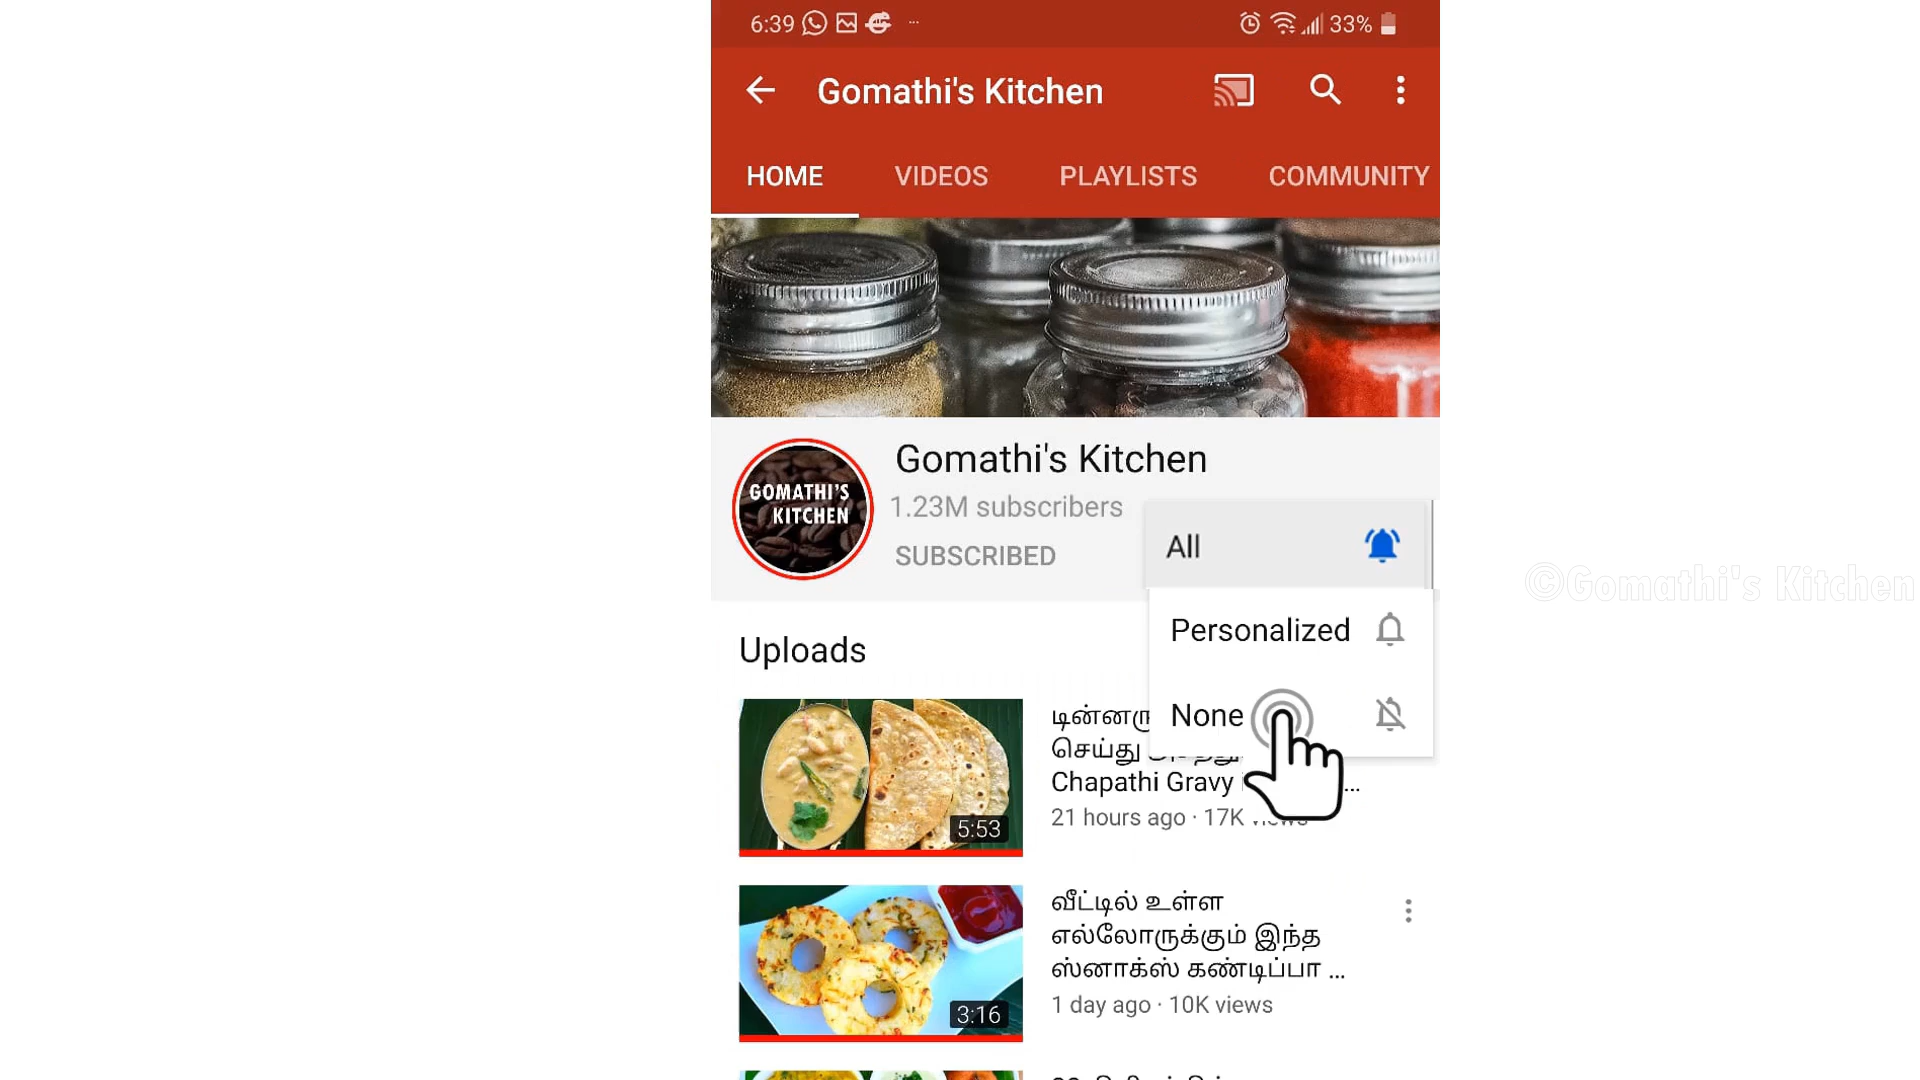 6:39
33%
Gomathi's Kitchen
HOME VIDEOS PLAYLISTS COMMUNITY
GOMATHI'S
KITCHEN
Gomathi's Kitchen
1.23M subscribers
SUBSCRIBED
All
Personalized
None
©Gomathi's Kitchen
Uploads
5:53
செய்து
Chapathi Gravy ...
21 hours ago · 17K views
3:16
வீட்டில் உள்ள
எல்லோருக்கும் இந்த
ஸ்னாக்ஸ் கண்டிப்பா ...
1 day ago · 10K views